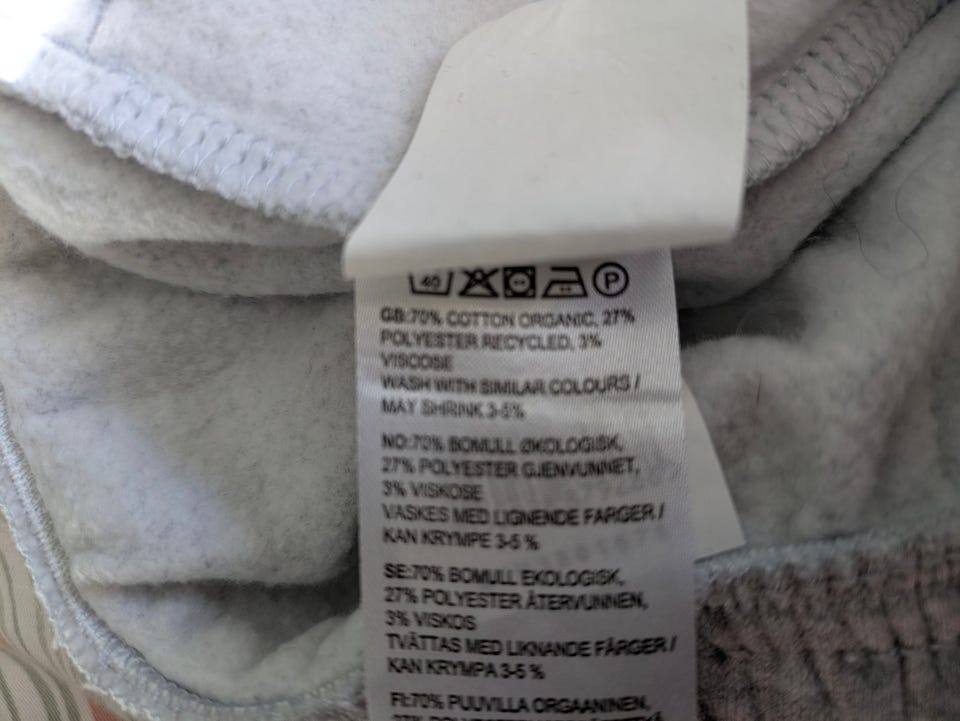 40 P
GB:70% COTTON ORGANIC, 27%
POLYESTER RECYCLED, 3%
VISCOSE
WASH WITH SIMILAR COLOURS /
MAY SHRINK 3-5%
NO:70% BOMULL ØKOLOGISK,
27% POLYESTER GJENVUNNET,
3% VISKOSE
VASKES MED LIGNENDE FARGER /
KAN KRYMPE 3-5 %
SE:70% BOMULL EKOLOGISK,
27% POLYESTER ÅTERVUNNEN,
3% VISKOS
TVÄTTAS MED LIKNANDE FÄRGER /
KAN KRYMPA 3-5 %
FI:70% PUUVILLA ORGAANINEN,